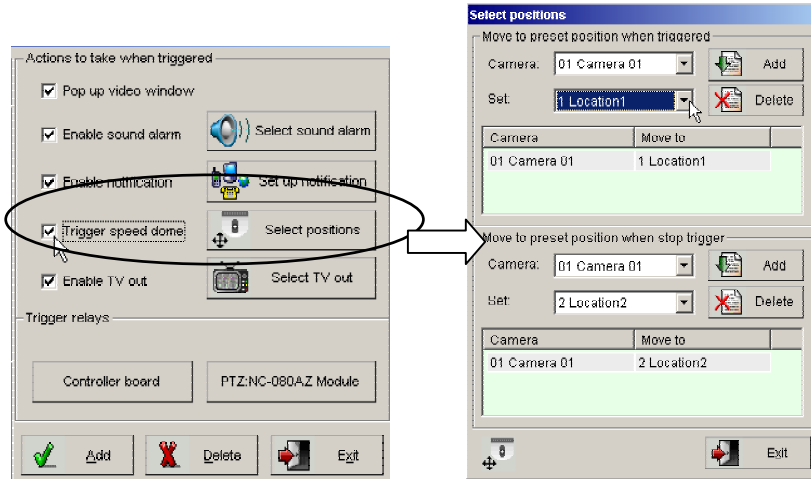 Actions to take when triggered
Pop up video window
Enable sound alarm
Select sound alarm
Enable notification
Set up notification
Trigger speed dome
Select positions
Enable TV out
Select TV out
Trigger relays
Controller board
PTZ:NC-080AZ Module
Add
Delete
Exit
Select positions
Move to preset position when triggered
Camera: 01 Camera 01 Add
Set: 1 Location1 Delete
Camera Move to
01 Camera 01 1 Location1
Move to preset position when stop trigger
Camera: 01 Camera 01 Add
Set: 2 Location2 Delete
Camera Move to
01 Camera 01 2 Location2
Exit